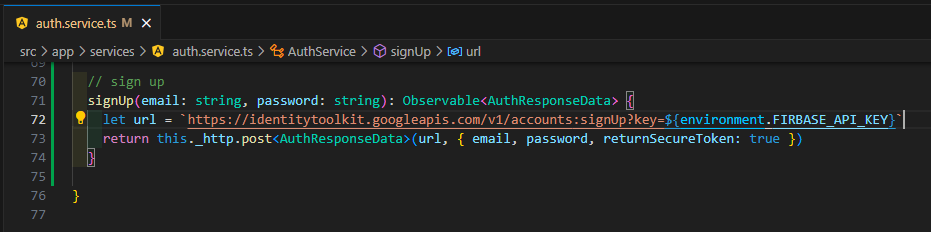 auth.service.ts M
src > app > services > auth.service.ts > AuthService > signUp > url
69
70 // sign up
71 signUp(email: string, password: string): Observable<AuthResponseData> {
72 let url = `https://identitytoolkit.googleapis.com/v1/accounts:signUp?key=${environment.FIRBASE_API_KEY}`
73 return this._http.post<AuthResponseData>(url, { email, password, returnSecureToken: true })
74 }
75
76 }
77